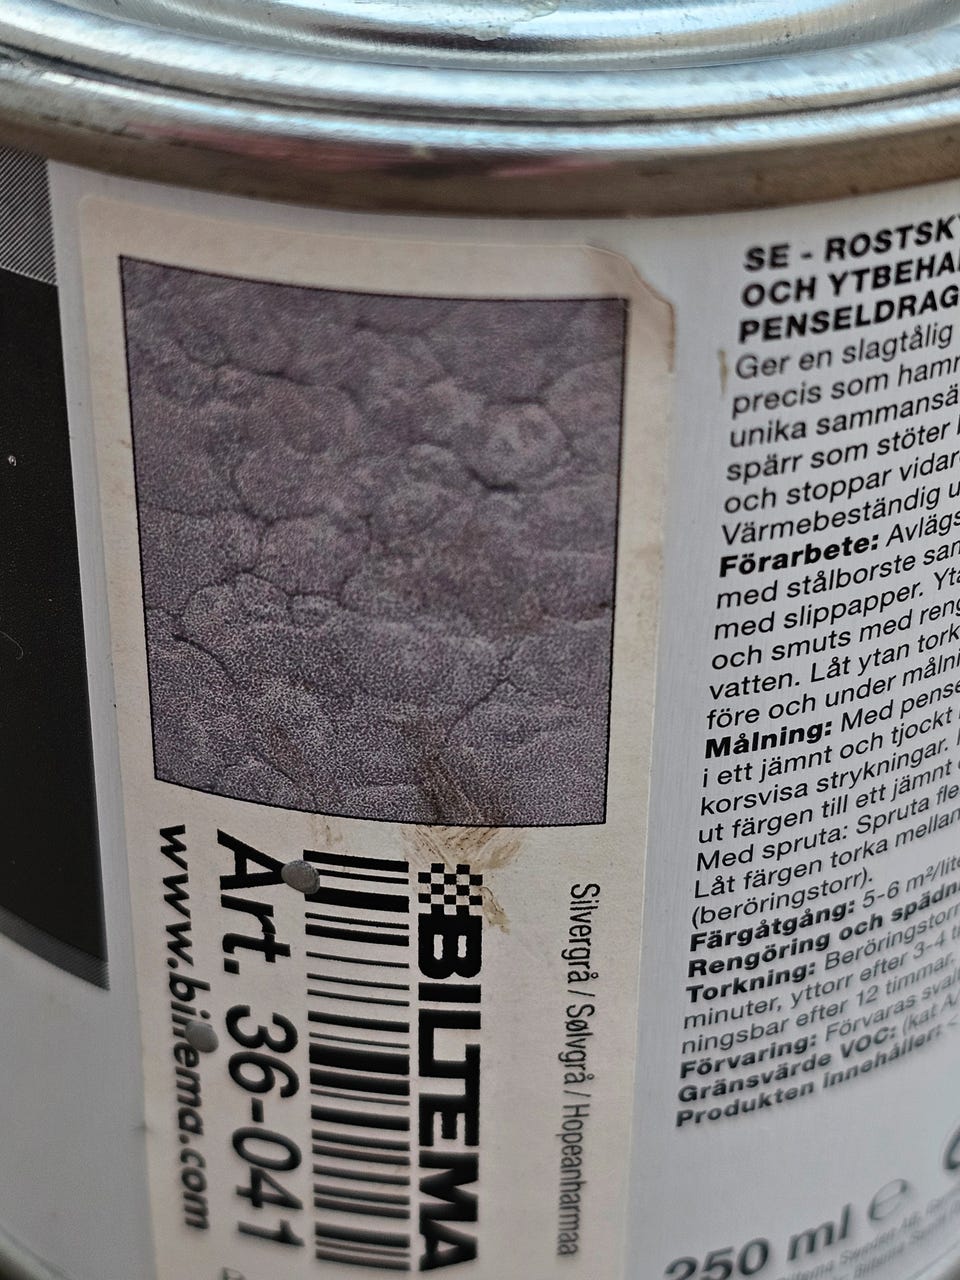 Silvergrå / Sølvgrå / Hopeanharmaa
BILTEMA
Art. 36-041
www.biltema.com
SE - ROSTSKY
OCH YTBEHA
PENSELDRAG
Ger en slagtålig
precis som hamm
unika sammansä
spärr som stöter
och stoppar vidar
Värmebeständig u
Förarbete: Avlägs
med stålborste sam
med slippapper. Yta
och smuts med reng
vatten. Låt ytan tork
före och under målni
Målning: Med pense
i ett jämnt och tjockt
korsvisa strykningar.
ut färgen till ett jämnt
Med spruta: Spruta fle
Låt färgen torka mellan
(beröringstorr).
Färgåtgång: 5-6 m²/lite
Rengöring och spädn
Torkning: Beröringstorr
minuter, yttorr efter 3-4 ti
ningsbar efter 12 timmar.
Förvaring: Förvaras sval
Gränsvärde VOC: (kat A/
Produkten innehåller: <
250 ml e